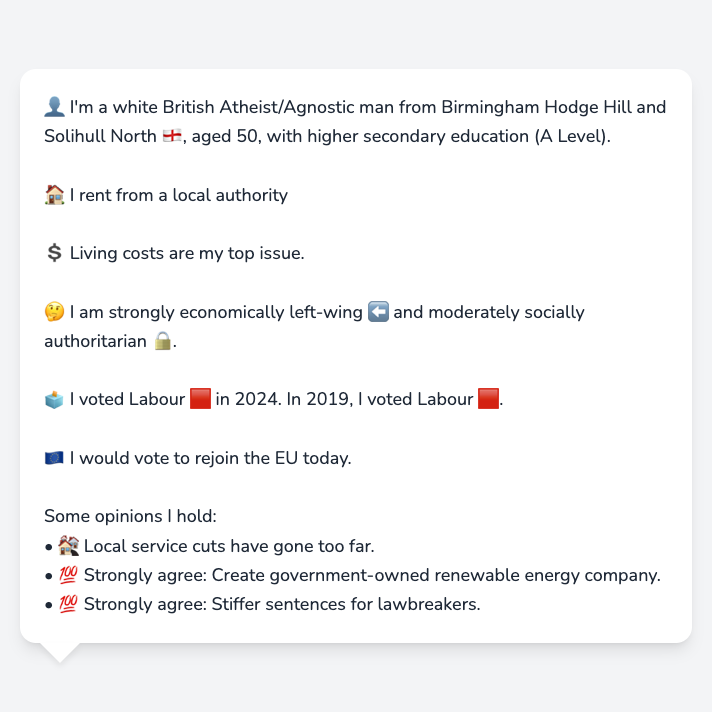 👤 I'm a white British Atheist/Agnostic man from Birmingham Hodge Hill and
Solihull North 🏴󠁧󠁢󠁥󠁮󠁧󠁿, aged 50, with higher secondary education (A Level).
🏠 I rent from a local authority
💲 Living costs are my top issue.
🤔 I am strongly economically left-wing ⬅️ and moderately socially
authoritarian 🔒.
🗳️ I voted Labour 🟥 in 2024. In 2019, I voted Labour 🟥.
🇪🇺 I would vote to rejoin the EU today.
Some opinions I hold:
• 🏚️ Local service cuts have gone too far.
• 💯 Strongly agree: Create government-owned renewable energy company.
• 💯 Strongly agree: Stiffer sentences for lawbreakers.